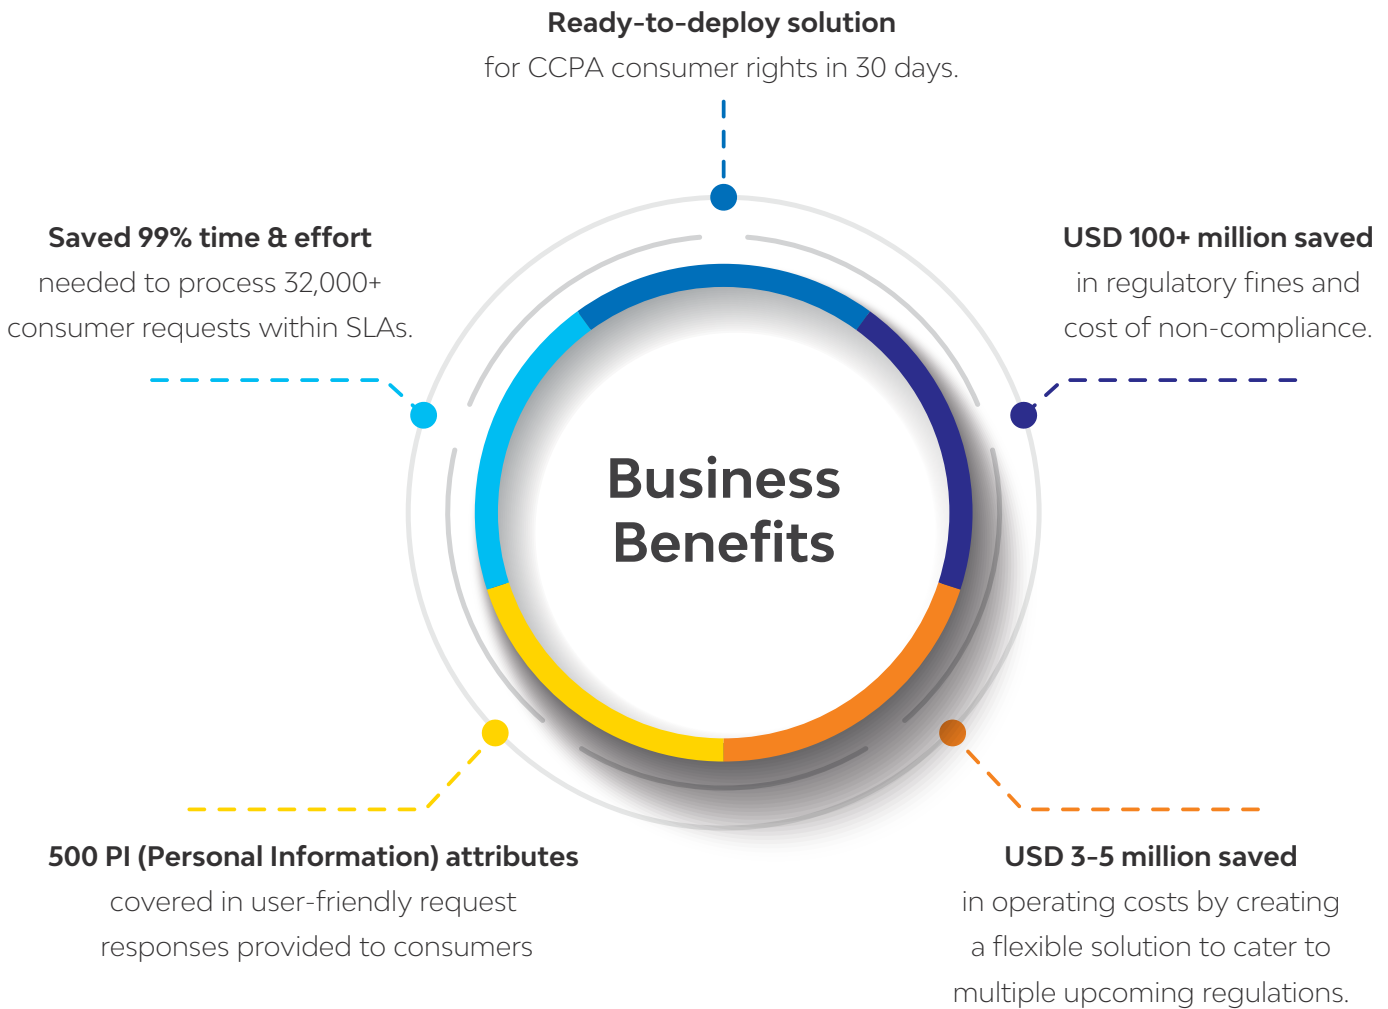 Ready-to-deploy solution
for CCPA consumer rights in 30 days.
Saved 99% time & effort
needed to process 32,000+
consumer requests within SLAs.
USD 100+ million saved
in regulatory fines and
cost of non-compliance.
Business
Benefits
500 PI (Personal Information) attributes
covered in user-friendly request
responses provided to consumers
USD 3-5 million saved
in operating costs by creating
a flexible solution to cater to
multiple upcoming regulations.